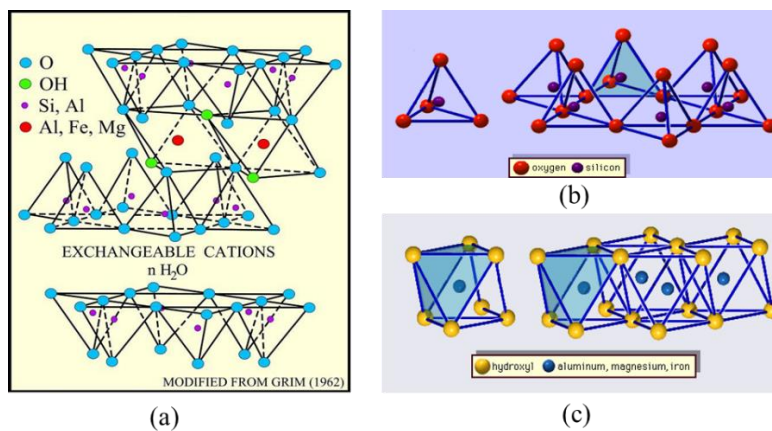 (a)
O
OH
Si, Al
Al, Fe, Mg
EXCHANGEABLE CATIONS
n H₂O
MODIFIED FROM GRIM (1962)
oxygen silicon
(b)
hydroxyl aluminum, magnesium, iron
(c)